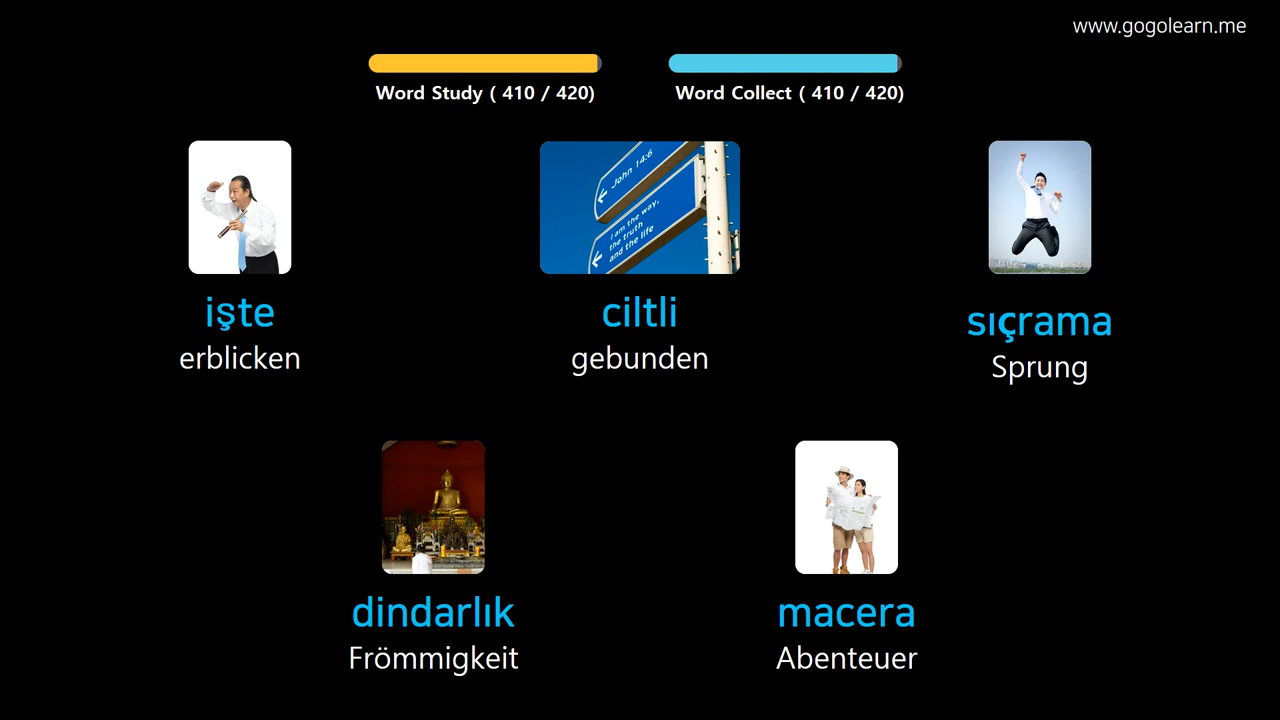 www.gogolearn.me
Word Study ( 410 / 420)
Word Collect ( 410 / 420)
John 14:6
I am the way,
the truth
and the life
işte
erblicken
ciltli
gebunden
sıçrama
Sprung
dindarlık
Frömmigkeit
macera
Abenteuer